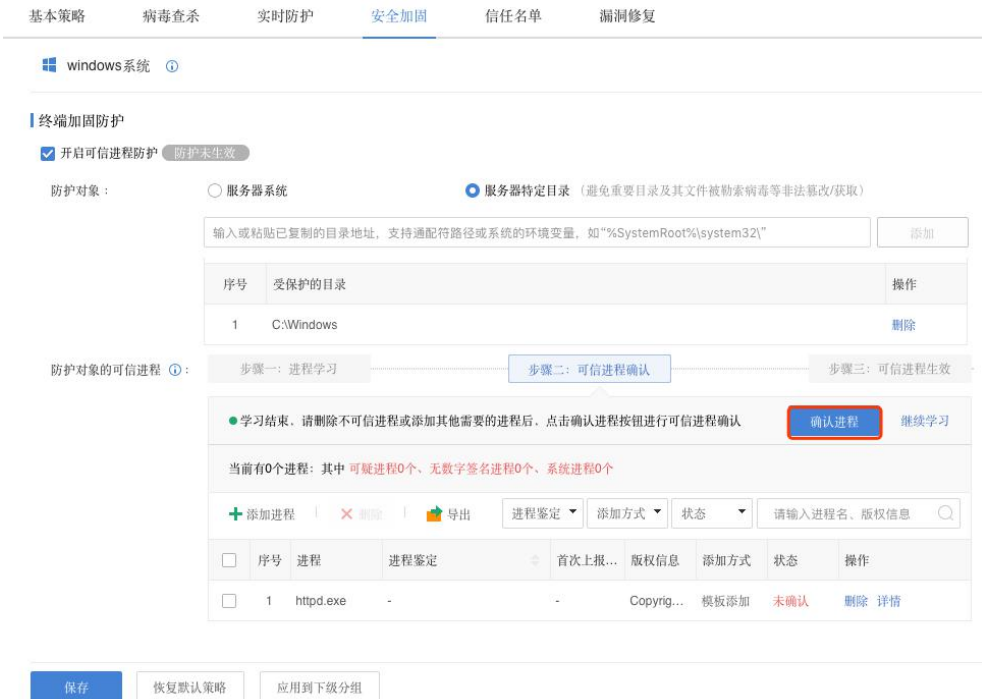 基本策略 病毒查杀 实时防护 安全加固 信任名单 漏洞修复
windows系统
终端加固防护
开启可信进程防护 防护未生效
防护对象： 服务器系统 服务器特定目录 （避免重要目录及其文件被勒索病毒等非法篡改/获取）
输入或粘贴已复制的目录地址，支持通配符路径或系统的环境变量，如“%SystemRoot%\system32\” 添加
序号 受保护的目录 操作
1 C:\Windows 删除
防护对象的可信进程： 步骤一：进程学习 步骤二：可信进程确认 步骤三：可信进程生效
学习结束，请删除不可信进程或添加其他需要的进程后，点击确认进程按钮进行可信进程确认 确认进程 继续学习
当前有0个进程：其中 可疑进程0个、无数字签名进程0个、系统进程0个
添加进程 删除 导出 进程鉴定 添加方式 状态 请输入进程名、版权信息
序号 进程 进程鉴定 首次上报... 版权信息 添加方式 状态 操作
1 httpd.exe - - Copyrig... 模板添加 未确认 删除 详情
保存 恢复默认策略 应用到下级分组